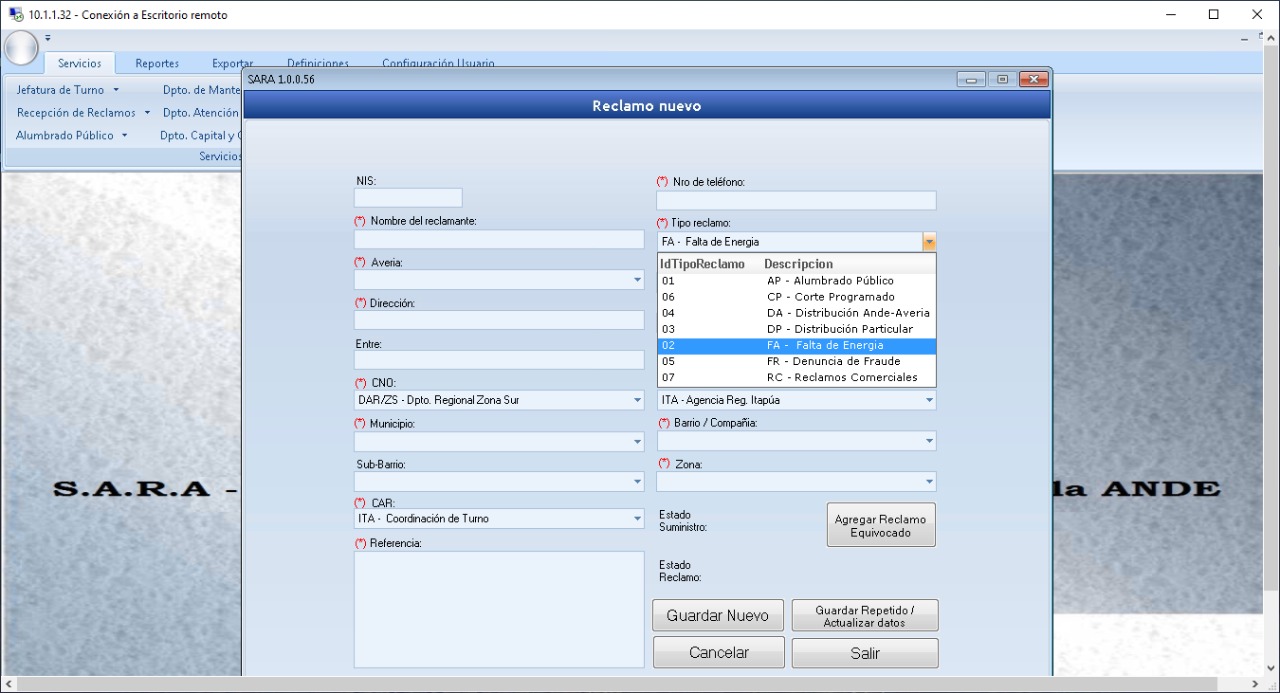 10.1.1.32 - Conexión a Escritorio remoto
Servicios
Reportes
Exportar
Definiciones
Configuración Usuario
Jefatura de Turno
Dpto. de Mante
Recepción de Reclamos
Dpto. Atención
Alumbrado Público
Dpto. Capital y
Servicios
SARA 1.0.0.56
Reclamo nuevo
NIS:
(*) Nro de teléfono:
(*) Nombre del reclamante:
(*) Tipo reclamo:
FA - Falta de Energia
(*) Averia:
IdTipoReclamo Descripcion
01 AP - Alumbrado Público
06 CP - Corte Programado
04 DA - Distribución Ande-Averia
03 DP - Distribución Particular
02 FA - Falta de Energia
05 FR - Denuncia de Fraude
07 RC - Reclamos Comerciales
(*) Dirección:
Entre:
(*) CNO:
DAR/ZS - Dpto. Regional Zona Sur
ITA - Agencia Reg. Itapúa
(*) Municipio:
(*) Barrio / Compañia:
Sub-Barrio:
(*) Zona:
(*) CAR:
ITA - Coordinación de Turno
Estado
Suministro:
Agregar Reclamo
Equivocado
(*) Referencia:
Estado
Reclamo:
Guardar Nuevo
Guardar Repetido /
Actualizar datos
Cancelar
Salir
S.A.R.A -
la ANDE